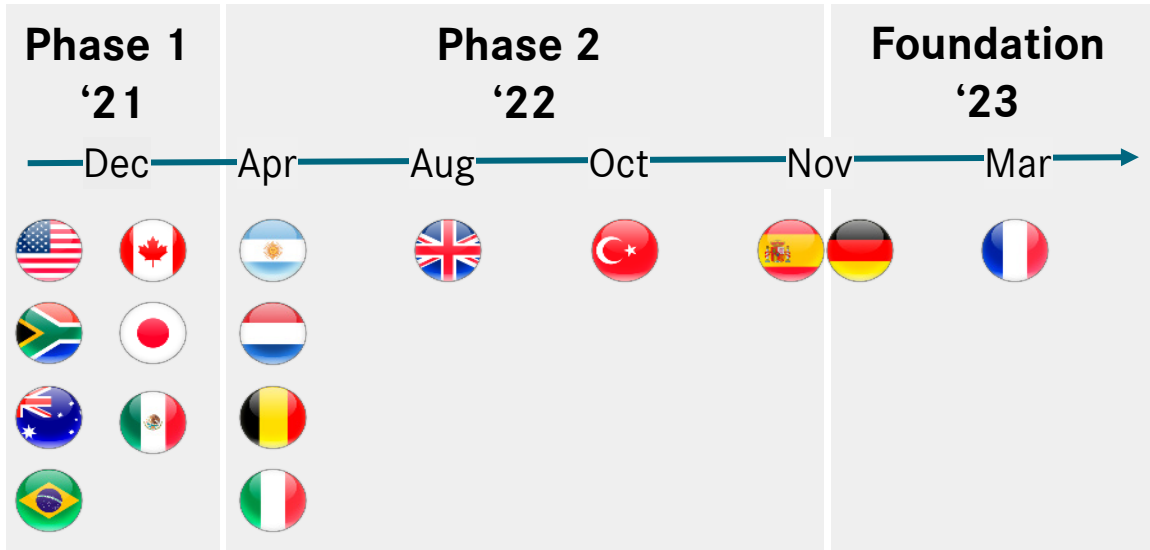 Phase 1
‘21
Phase 2
‘22
Foundation
‘23
Dec
Apr
Aug
Oct
Nov
Mar